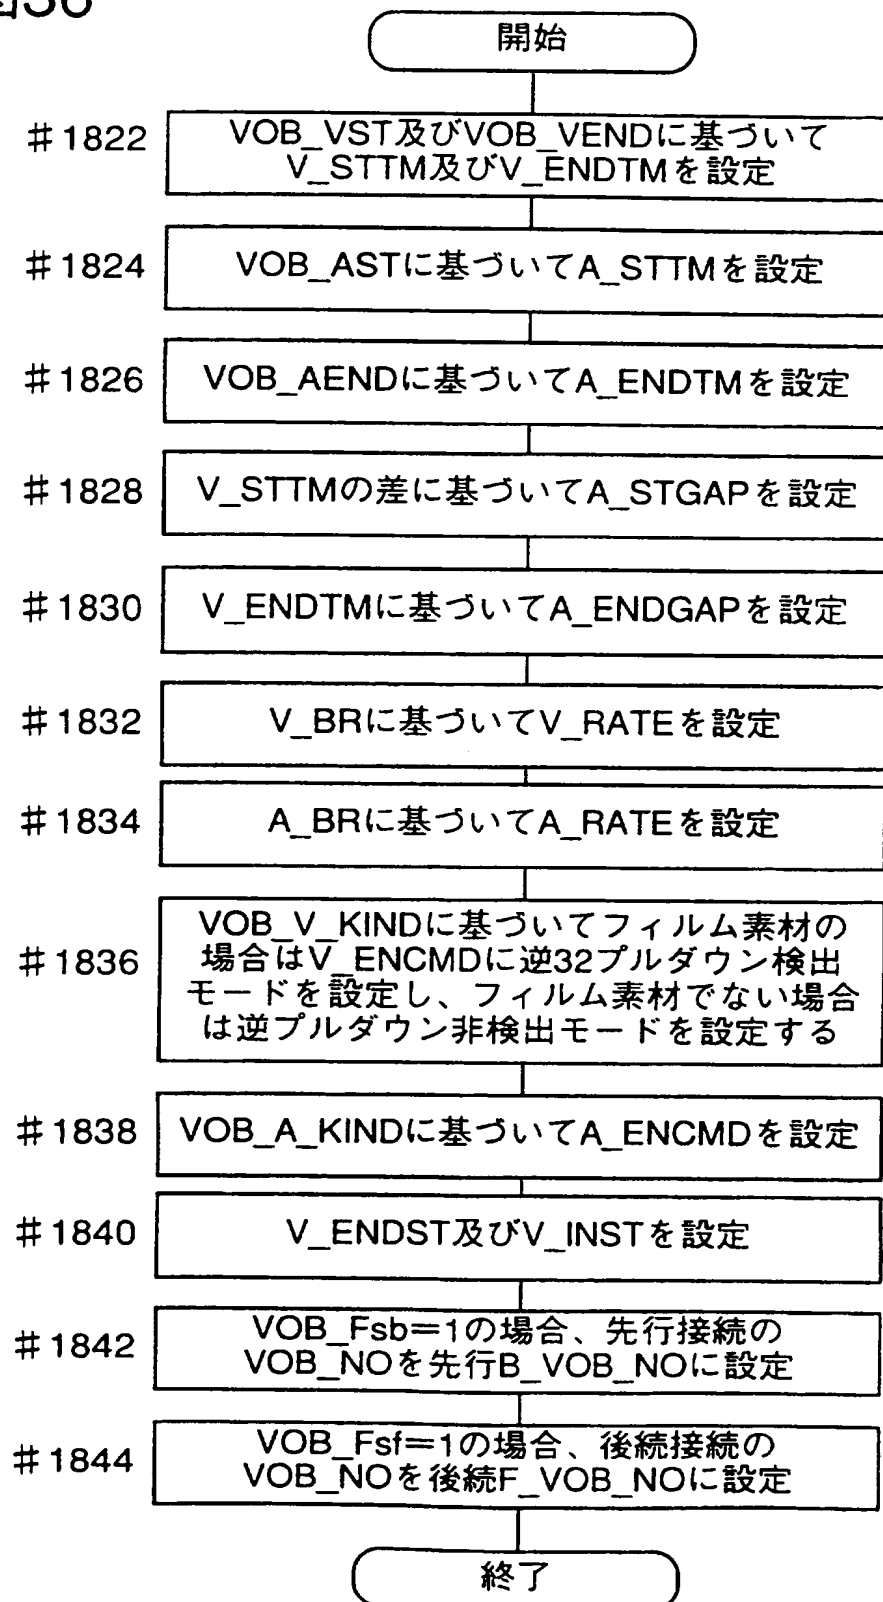 図36
開始
#1822
VOB_VST及びVOB_VENDに基づいて
V_STTM及びV_ENDTMを設定
#1824
VOB_ASTに基づいてA_STTMを設定
#1826
VOB_AENDに基づいてA_ENDTMを設定
#1828
V_STTMの差に基づいてA_STGAPを設定
#1830
V_ENDTMに基づいてA_ENDGAPを設定
#1832
V_BRに基づいてV_RATEを設定
#1834
A_BRに基づいてA_RATEを設定
#1836
VOB_V_KINDに基づいてフィルム素材の
場合はV_ENCMDに逆32プルダウン検出
モードを設定し、フィルム素材でない場合
は逆プルダウン非検出モードを設定する
#1838
VOB_A_KINDに基づいてA_ENCMDを設定
#1840
V_ENDST及びV_INSTを設定
#1842
VOB_Fsb=1の場合、先行接続の
VOB_NOを先行B_VOB_NOに設定
#1844
VOB_Fsf=1の場合、後続接続の
VOB_NOを後続F_VOB_NOに設定
終了